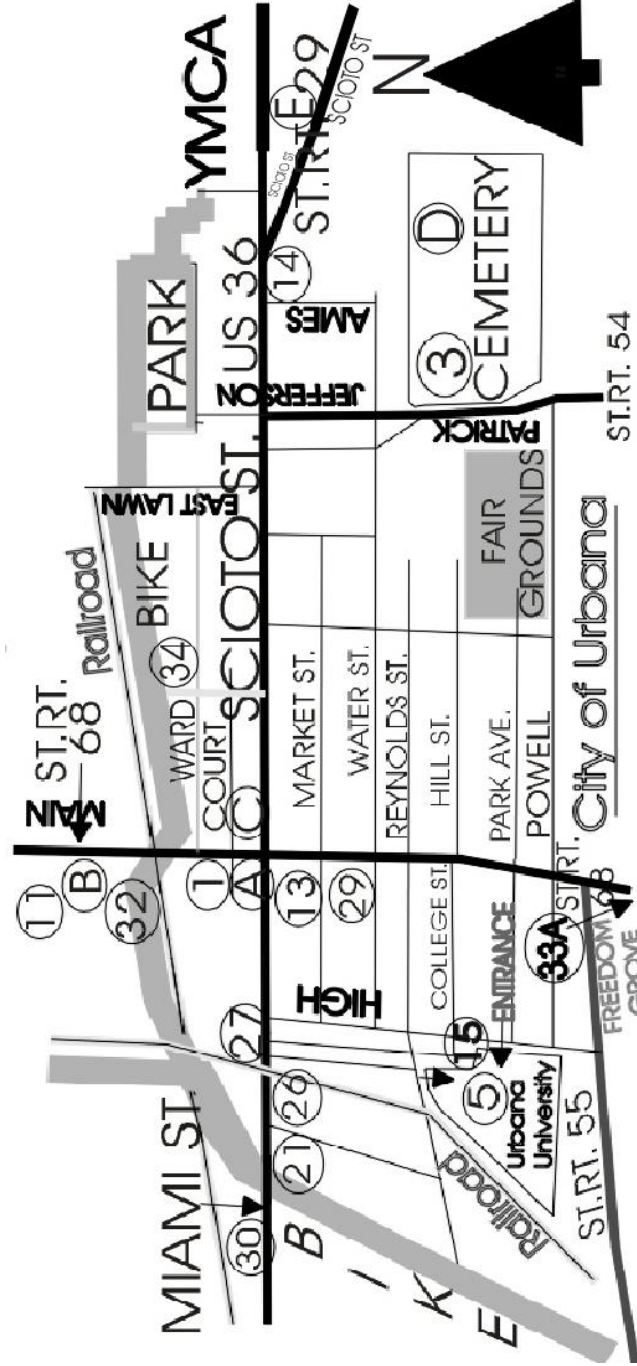 YMCA
E
ST.RT 29
SCIOTO ST
SCIOTO ST
N
PARK
US 36
14
AMES
JEFFERSON
D
3
CEMETERY
PATRICK
ST.RT. 54
EAST LAWN
Railroad
BIKE
SCIOTO ST.
FAIR
GROUNDS
34
WARD
COURT
MARKET ST.
WATER ST.
REYNOLDS ST.
HILL ST.
PARK AVE.
POWELL
City of Urbana
ST.RT.
68
MAIN
11
B
32
1
A
C
13
29
COLLEGE ST.
ENTRANCE
33A
ST.RT.
68
FREEDOM
GROVE
HIGH
27
26
21
15
5
Urbana
University
Railroad
ST.RT. 55
MIAMI ST
30
B
I
K
E